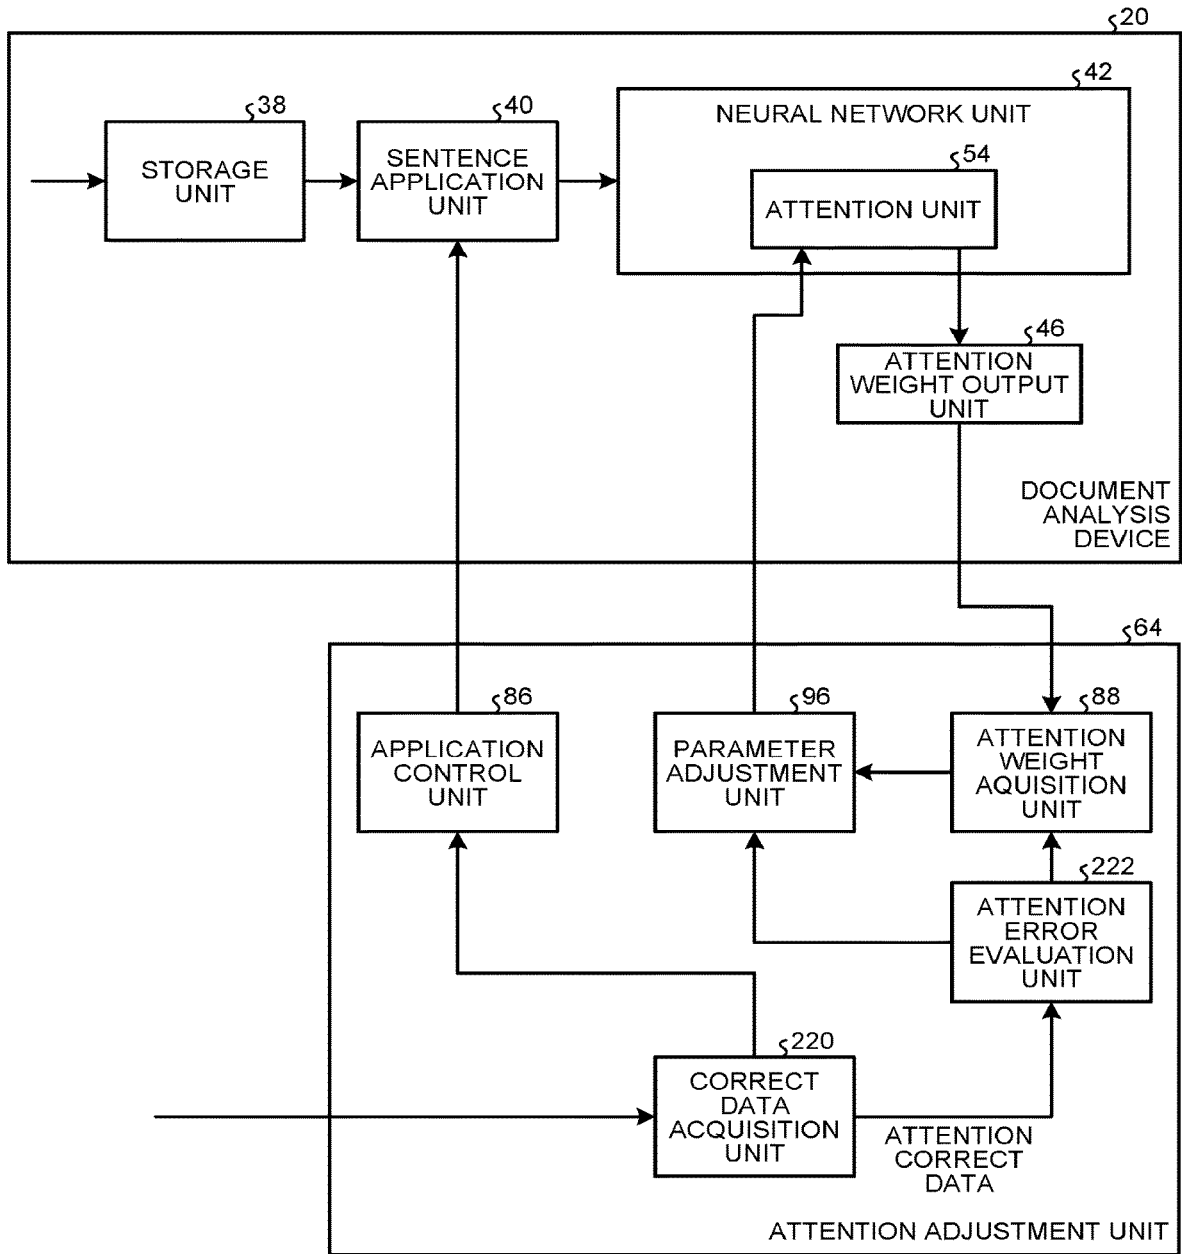 20
38
STORAGE
UNIT
40
SENTENCE
APPLICATION
UNIT
42
NEURAL NETWORK UNIT
54
ATTENTION UNIT
46
ATTENTION
WEIGHT OUTPUT
UNIT
DOCUMENT
ANALYSIS
DEVICE
64
86
APPLICATION
CONTROL
UNIT
96
PARAMETER
ADJUSTMENT
UNIT
88
ATTENTION
WEIGHT
AQUISITION
UNIT
222
ATTENTION
ERROR
EVALUATION
UNIT
220
CORRECT
DATA
ACQUISITION
UNIT
ATTENTION
CORRECT
DATA
ATTENTION ADJUSTMENT UNIT